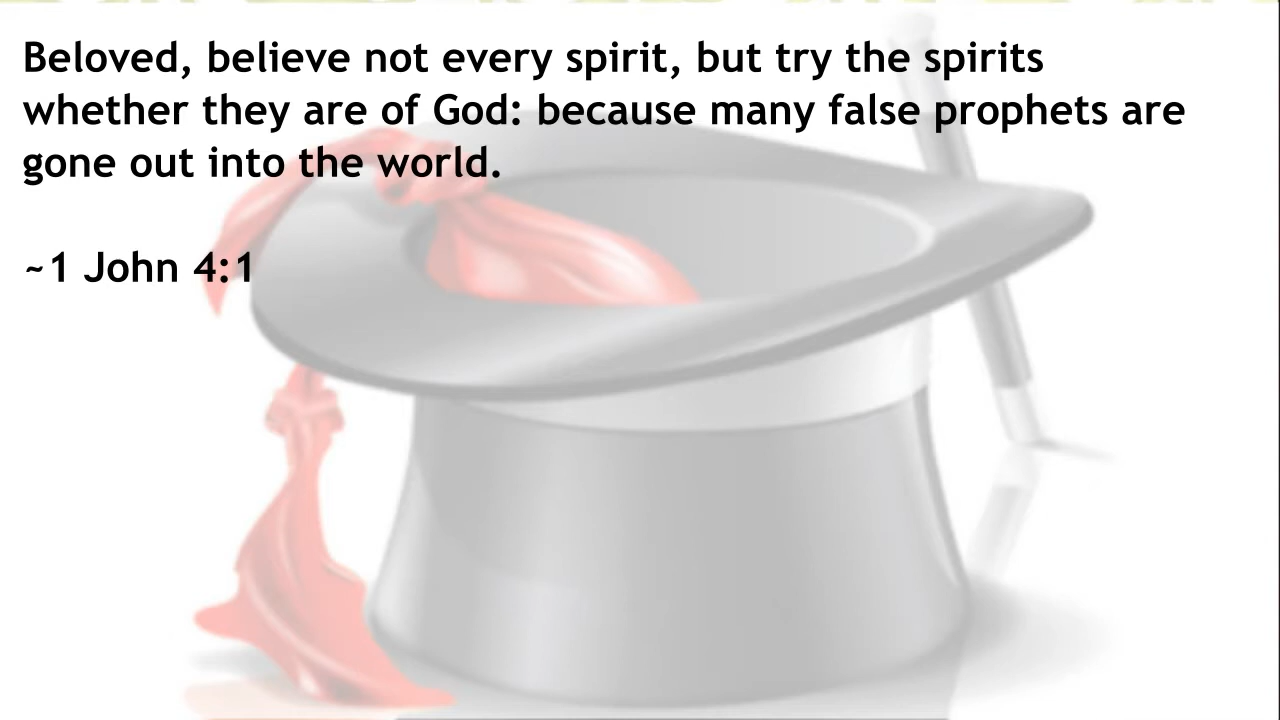 Beloved, believe not every spirit, but try the spirits
whether they are of God: because many false prophets are
gone out into the world.
~1 John 4:1